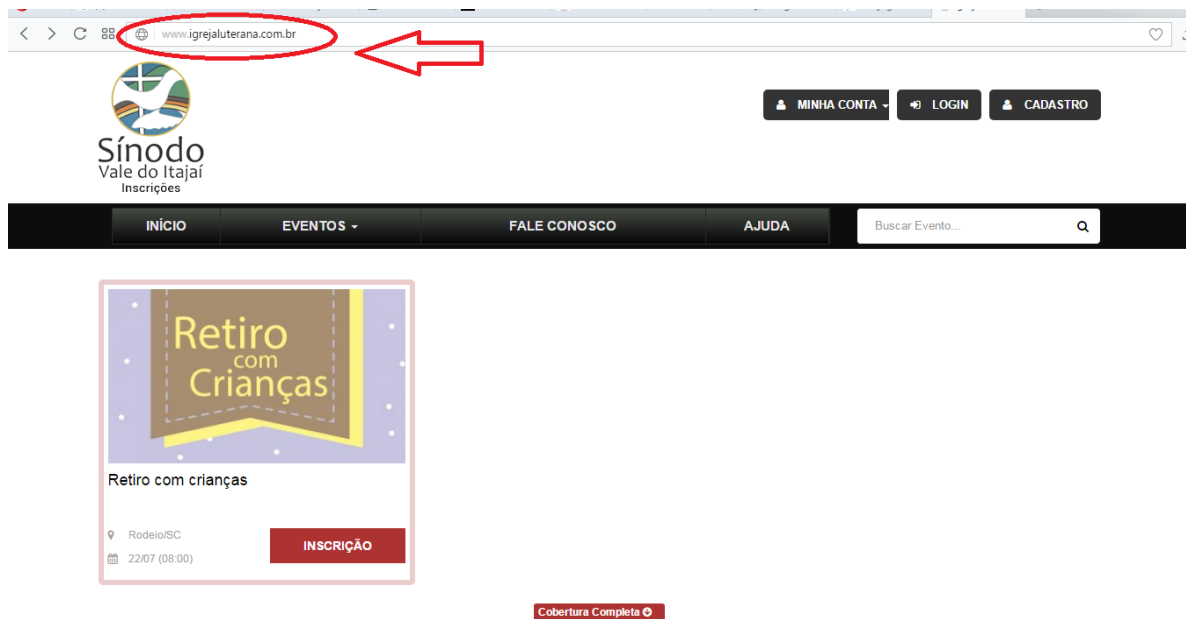 www.igrejaluterana.com.br
MINHA CONTA
LOGIN
CADASTRO
Sínodo
Vale do Itajaí
Inscrições
INÍCIO
EVENTOS
FALE CONOSCO
AJUDA
Buscar Evento...
Retiro
com
Crianças
Retiro com crianças
Rodeio/SC
22/07 (08:00)
INSCRIÇÃO
Cobertura Completa